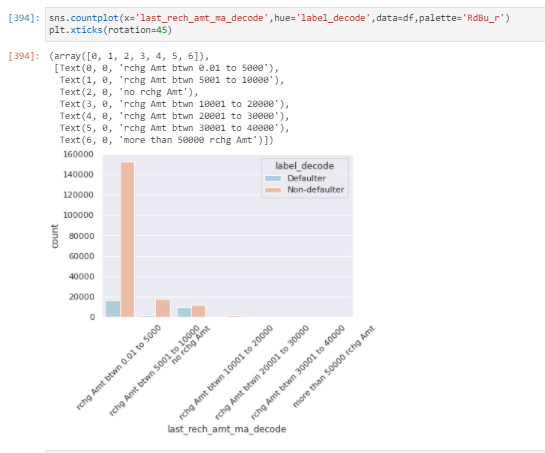 [394]: sns.countplot(x='last_rech_amt_ma_decode',hue='label_decode',data=df,palette='RdBu_r')
plt.xticks(rotation=45)
[394]: (array([0, 1, 2, 3, 4, 5, 6]),
[Text(0, 0, 'rchg Amt btwn 0.01 to 5000'),
Text(1, 0, 'rchg Amt btwn 5001 to 10000'),
Text(2, 0, 'no rchg Amt'),
Text(3, 0, 'rchg Amt btwn 10001 to 20000'),
Text(4, 0, 'rchg Amt btwn 20001 to 30000'),
Text(5, 0, 'rchg Amt btwn 30001 to 40000'),
Text(6, 0, 'more than 50000 rchg Amt')])
160000
140000
120000
100000
80000
60000
40000
20000
0
count
label_decode
Defaulter
Non-defaulter
rchg Amt btwn 0.01 to 5000
rchg Amt btwn 5001 to 10000
no rchg Amt
rchg Amt btwn 10001 to 20000
rchg Amt btwn 20001 to 30000
rchg Amt btwn 30001 to 40000
more than 50000 rchg Amt
last_rech_amt_ma_decode